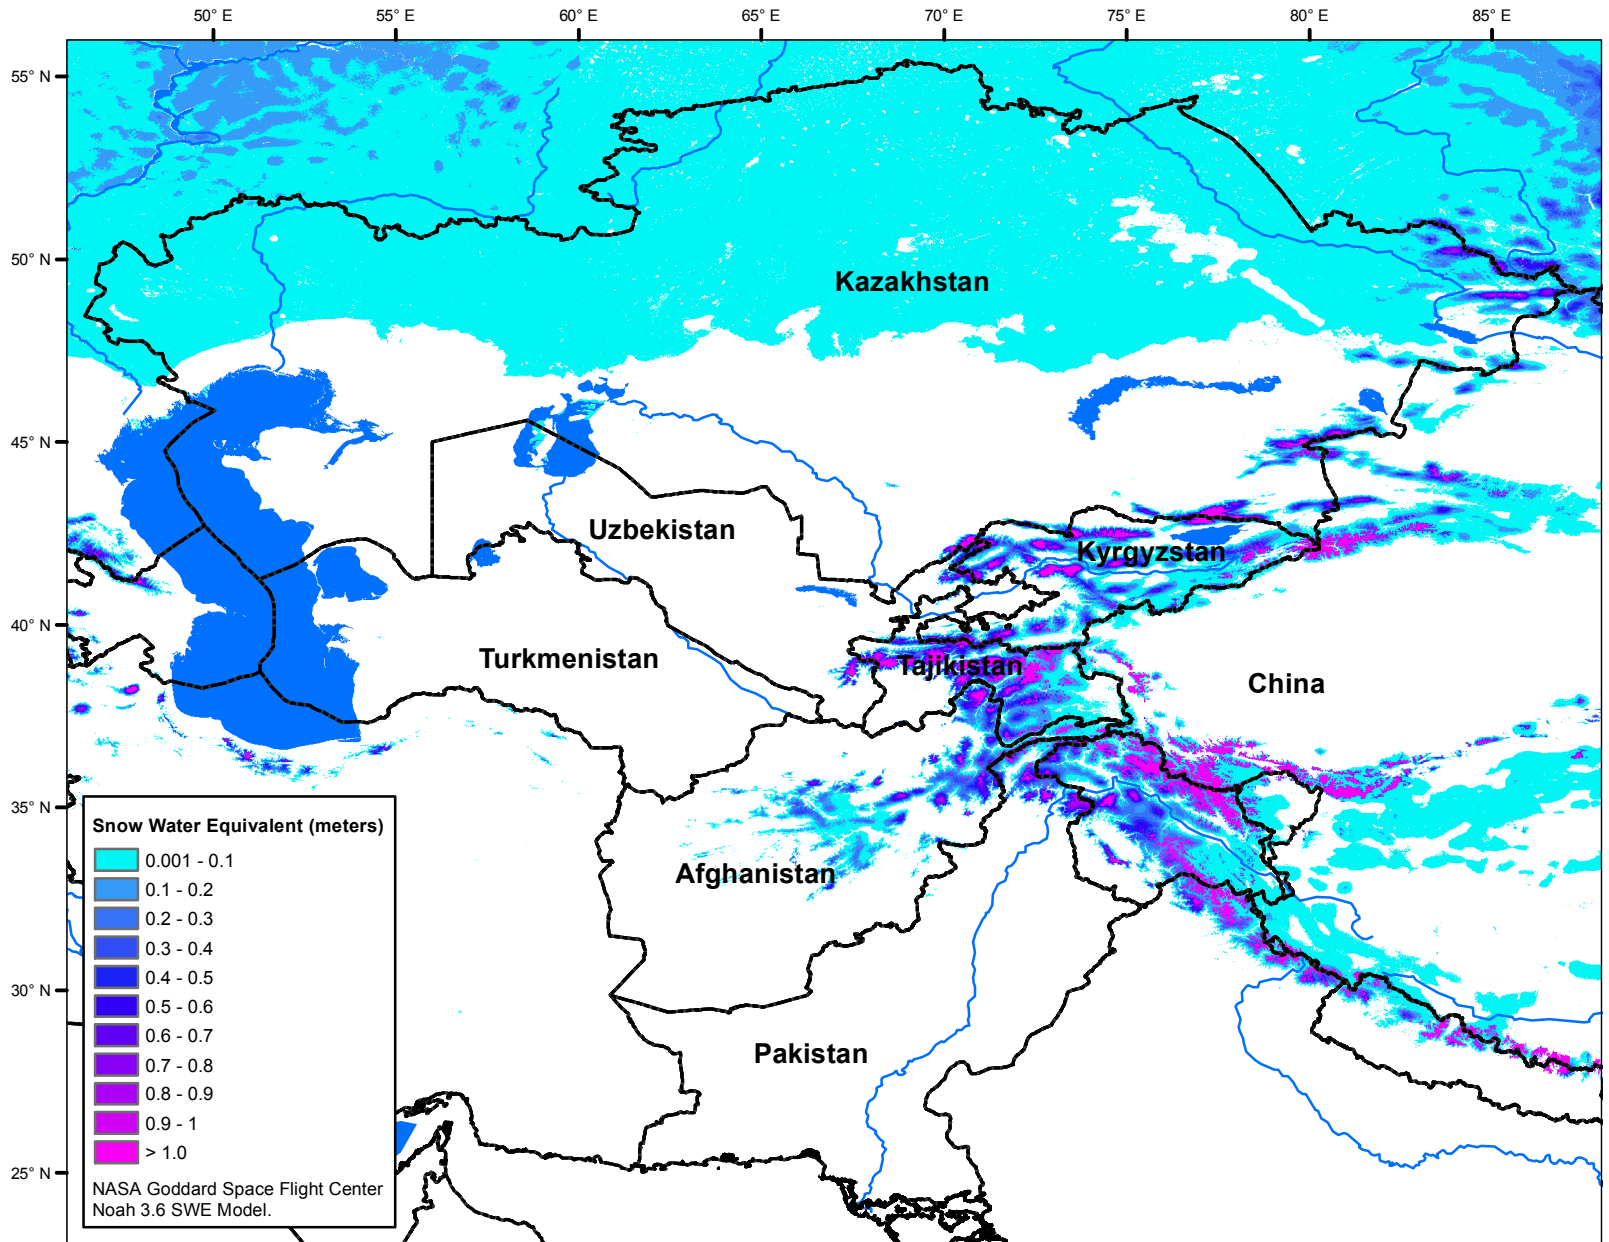 50° E 55° E 60° E 65° E 70° E 75° E 80° E 85° E
55° N
50° N
Kazakhstan
45° N
Uzbekistan
Kyrgyzstan
40° N
Turkmenistan
Tajikistan
China
35° N
Snow Water Equivalent (meters)
0.001 - 0.1
0.1 - 0.2
0.2 - 0.3
0.3 - 0.4
0.4 - 0.5
0.5 - 0.6
0.6 - 0.7
0.7 - 0.8
0.8 - 0.9
0.9 - 1
> 1.0
NASA Goddard Space Flight Center
Noah 3.6 SWE Model.
Afghanistan
30° N
Pakistan
25° N